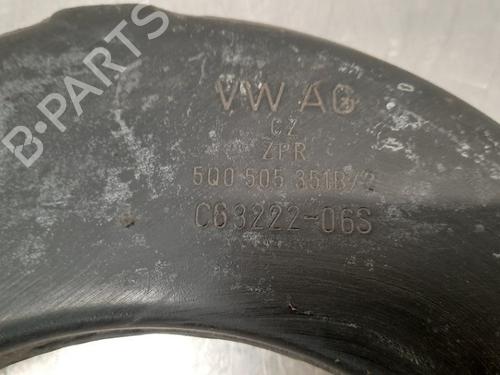 VW AG
CZ
ZPR
5Q0 505 351B/2
C63222-06S
B-PARTS